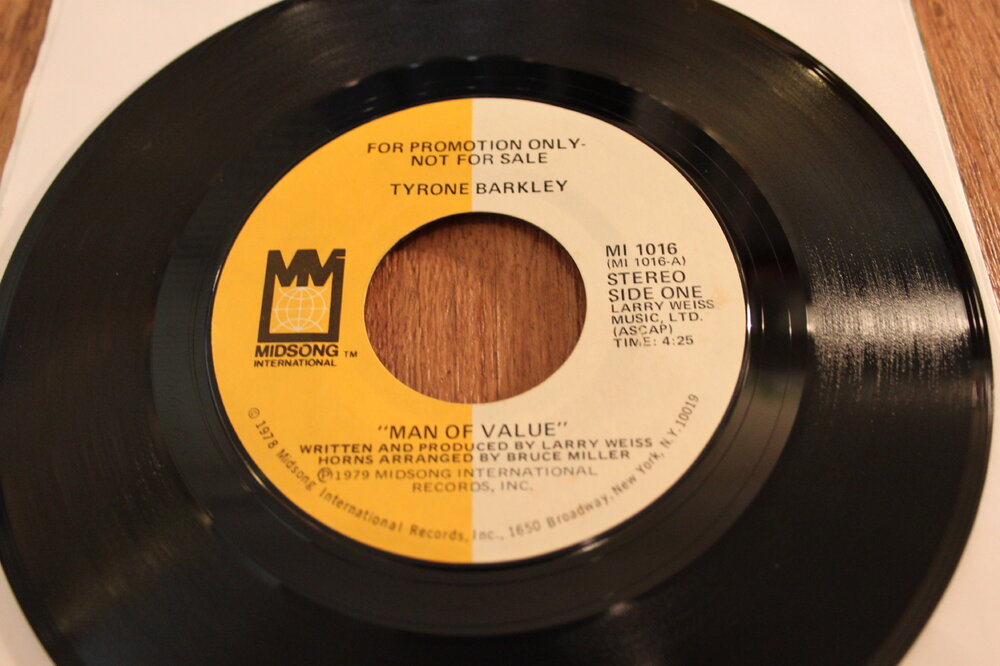 FOR PROMOTION ONLY-
NOT FOR SALE
TYRONE BARKLEY
MM
MIDSONG ™
INTERNATIONAL
MI 1016
(MI 1016-A)
STEREO
SIDE ONE
LARRY WEISS
MUSIC, LTD.
(ASCAP)
TIME: 4:25
"MAN OF VALUE"
WRITTEN AND PRODUCED BY LARRY WEISS
HORNS ARRANGED BY BRUCE MILLER
℗1979 MIDSONG INTERNATIONAL
RECORDS, INC.
© 1978 Midsong International Records, Inc., 1650 Broadway, New York, N.Y. 10019